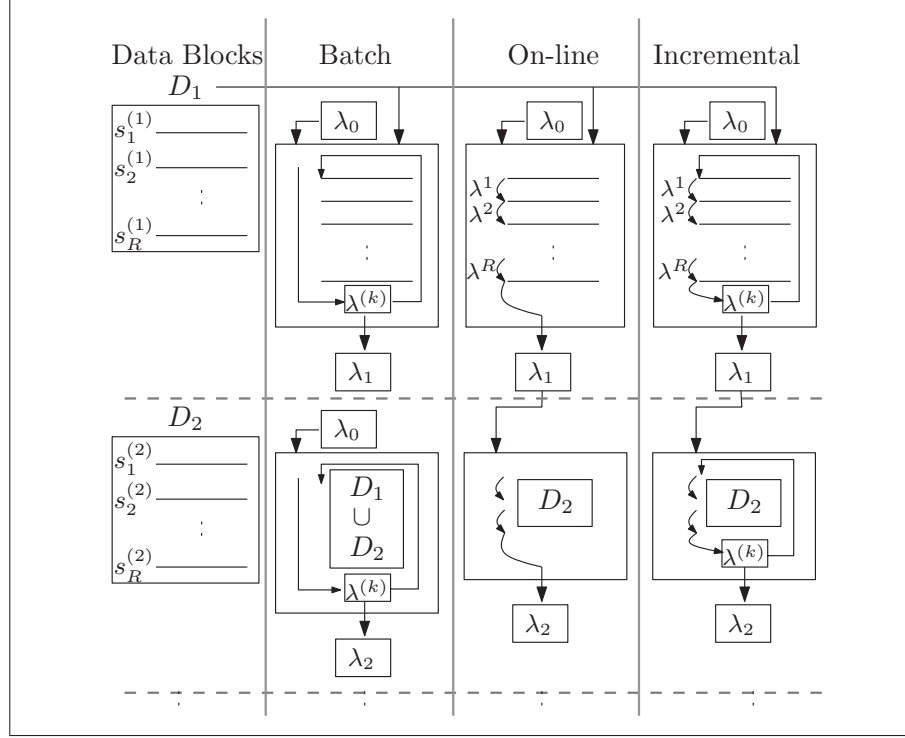 Data Blocks Batch On-line Incremental
D₁
λ₀ λ₀ λ₀
s₁⁽¹⁾
s₂⁽¹⁾ λ¹ λ¹
λ² λ²
⋮ ⋮ ⋮ ⋮
s_R⁽¹⁾
λᴿ λᴿ
λ⁽ᵏ⁾ λ⁽ᵏ⁾
λ₁ λ₁ λ₁
D₂
λ₀
s₁⁽²⁾
s₂⁽²⁾
⋮
s_R⁽²⁾
D₁
∪
D₂
D₂ D₂
λ⁽ᵏ⁾ λ⁽ᵏ⁾
λ₂ λ₂ λ₂